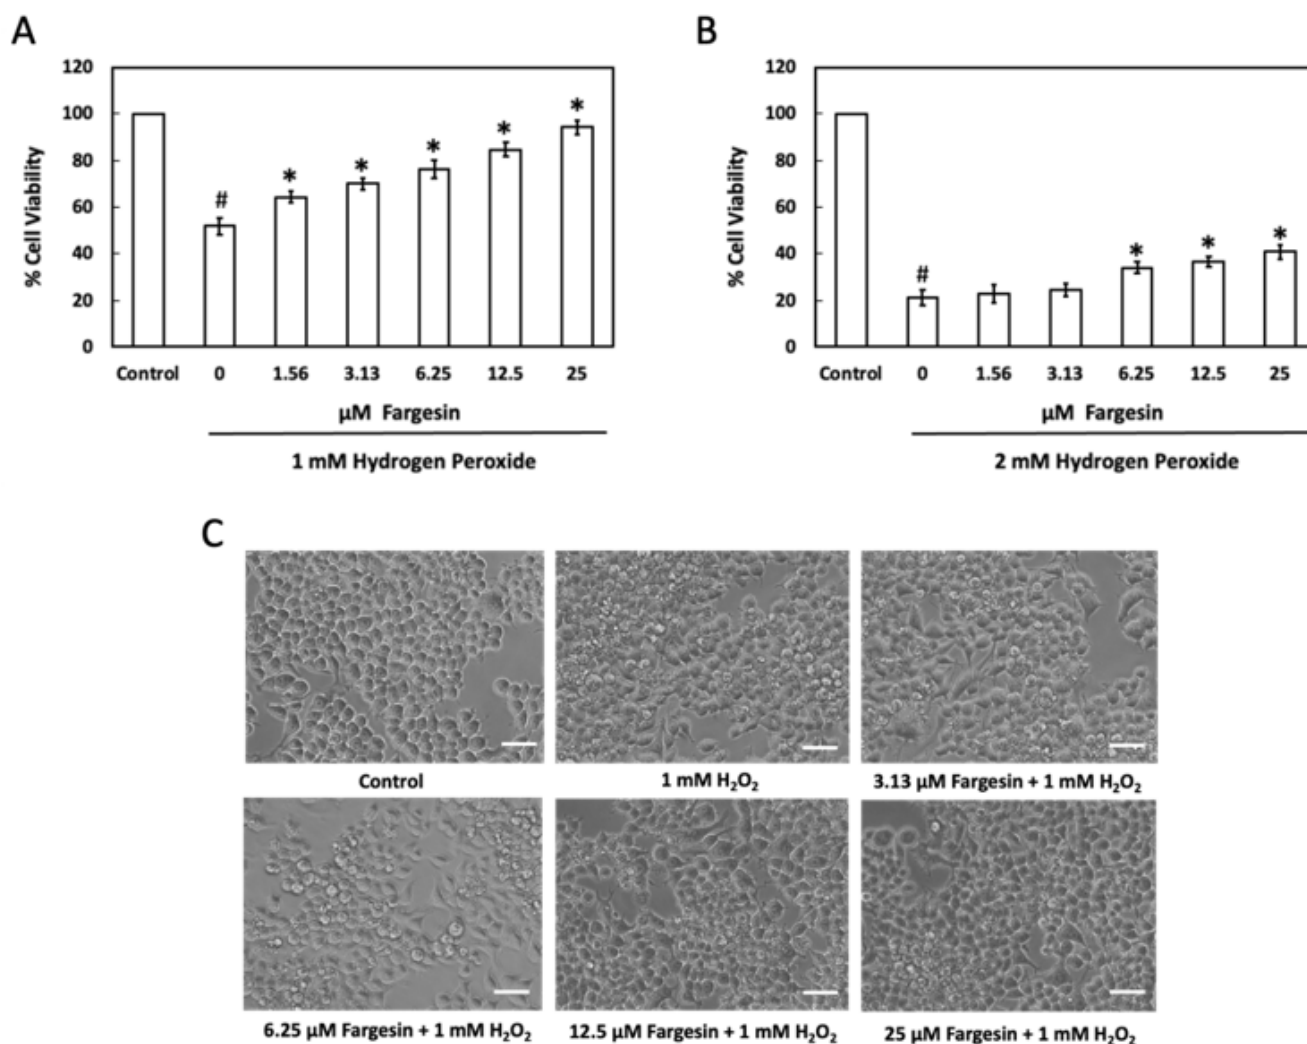 A
% Cell Viability
120
100
80
60
40
20
0
#
*
*
*
*
*
Control 0 1.56 3.13 6.25 12.5 25
µM Fargesin
1 mM Hydrogen Peroxide
B
% Cell Viability
120
100
80
60
40
20
0
#
*
*
*
Control 0 1.56 3.13 6.25 12.5 25
µM Fargesin
2 mM Hydrogen Peroxide
C
Control
1 mM H₂O₂
3.13 µM Fargesin + 1 mM H₂O₂
6.25 µM Fargesin + 1 mM H₂O₂
12.5 µM Fargesin + 1 mM H₂O₂
25 µM Fargesin + 1 mM H₂O₂